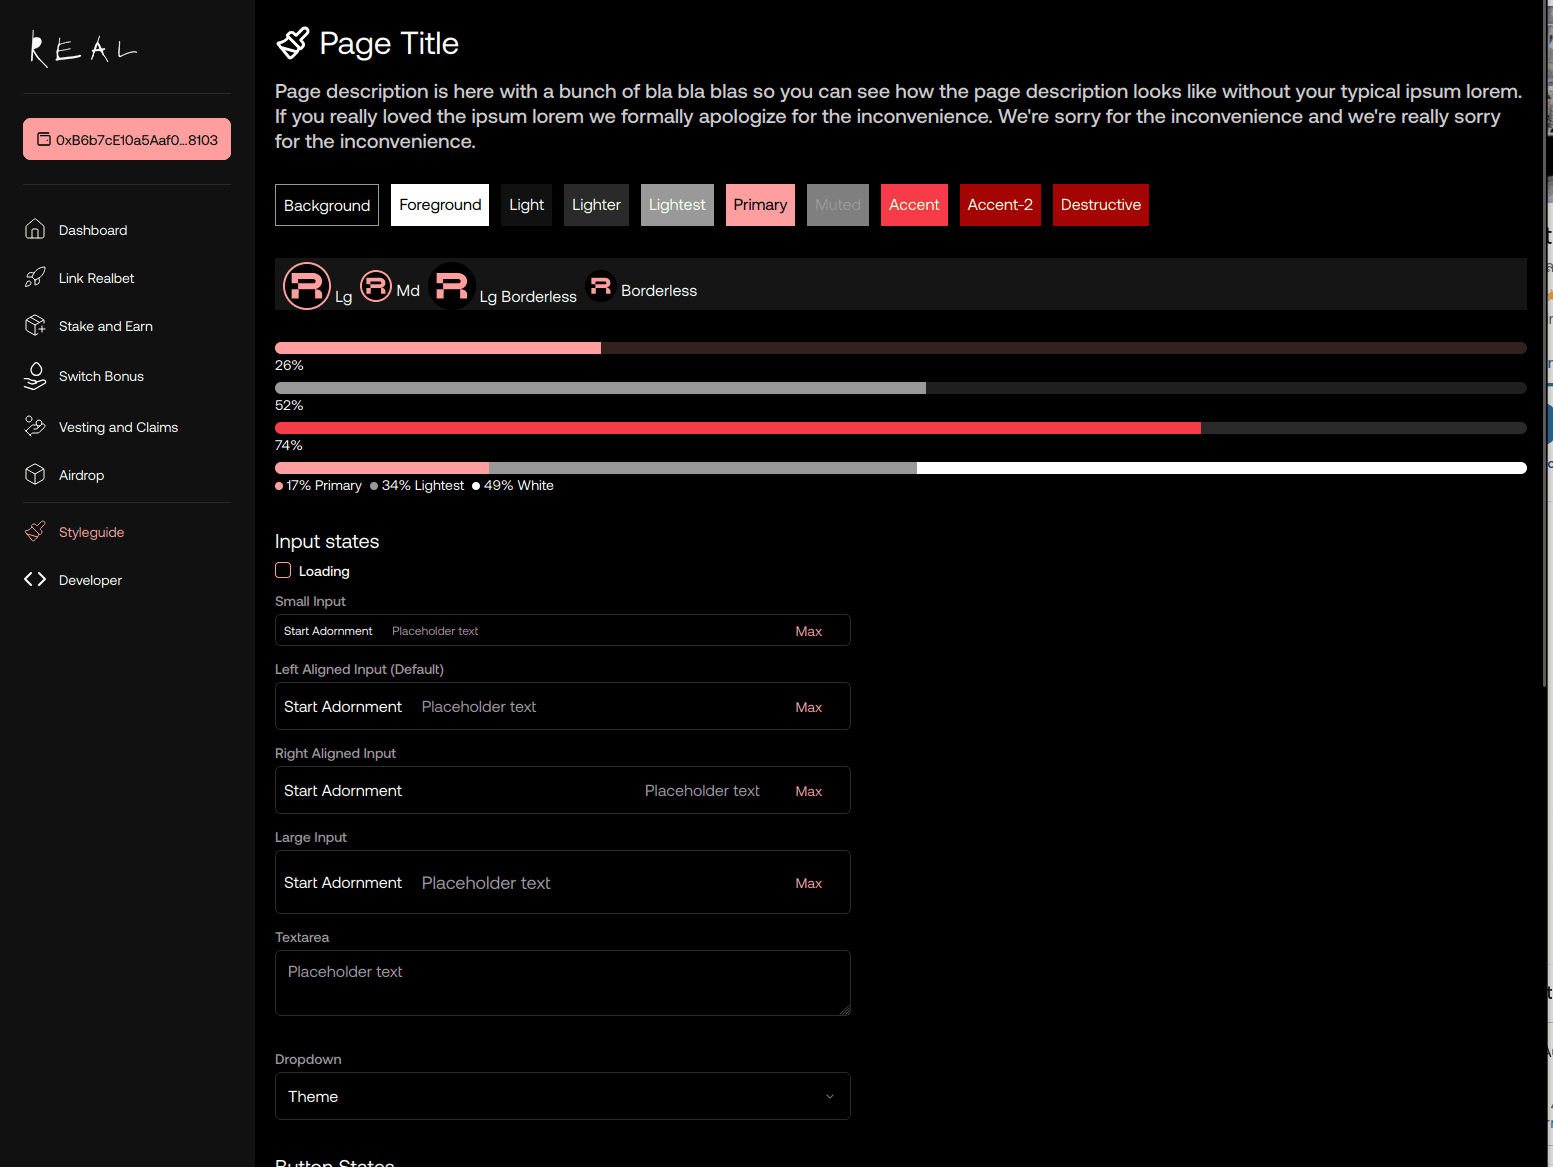 REAL
0xB6b7cE10a5Aaf0...8103
Dashboard
Link Realbet
Stake and Earn
Switch Bonus
Vesting and Claims
Airdrop
Styleguide
Developer
Page Title
Page description is here with a bunch of bla bla blas so you can see how the page description looks like without your typical ipsum lorem.
If you really loved the ipsum lorem we formally apologize for the inconvenience. We're sorry for the inconvenience and we're really sorry
for the inconvenience.
Background Foreground Light Lighter Lightest Primary Muted Accent Accent-2 Destructive
R Lg R Md R Lg Borderless R Borderless
26%
52%
74%
17% Primary 34% Lightest 49% White
Input states
Loading
Small Input
Start Adornment Placeholder text Max
Left Aligned Input (Default)
Start Adornment Placeholder text Max
Right Aligned Input
Start Adornment Placeholder text Max
Large Input
Start Adornment Placeholder text Max
Textarea
Placeholder text
Dropdown
Theme
Button States